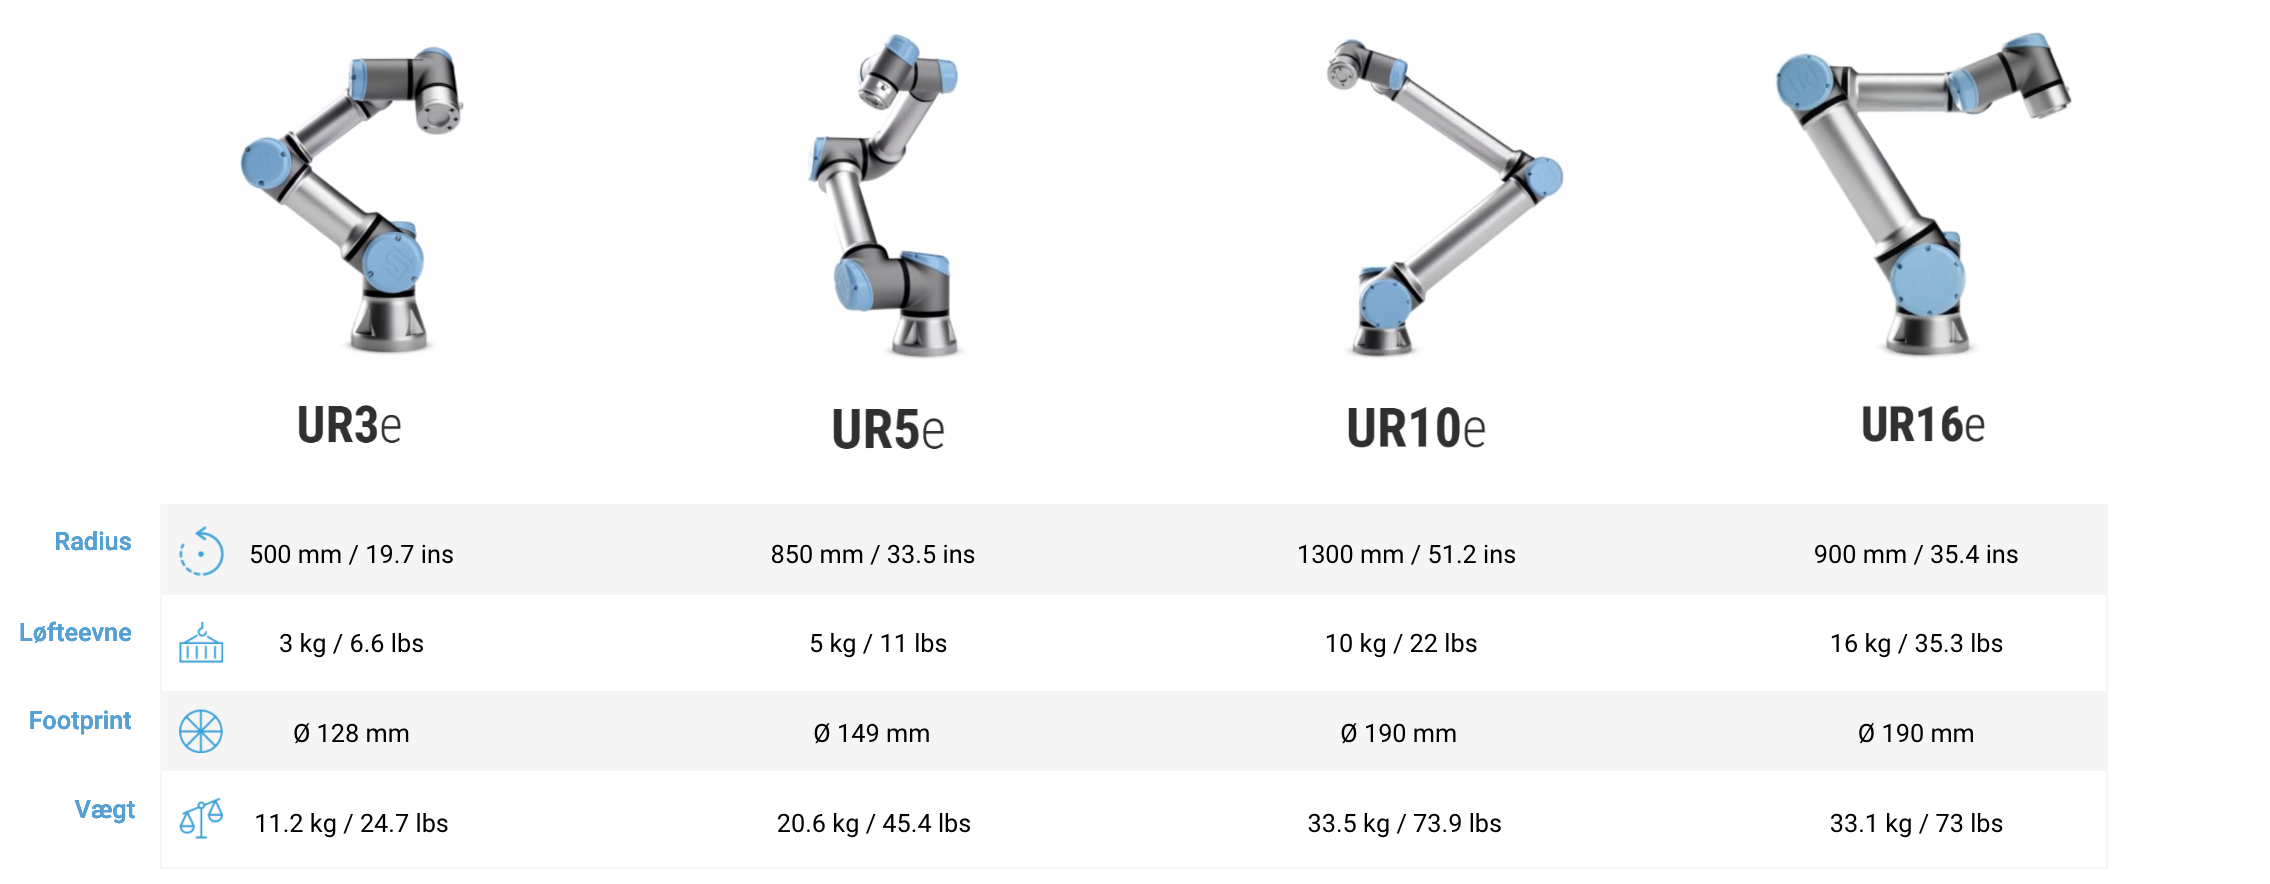 UR3e UR5e UR10e UR16e
Radius 500 mm / 19.7 ins 850 mm / 33.5 ins 1300 mm / 51.2 ins 900 mm / 35.4 ins
Løfteevne 3 kg / 6.6 lbs 5 kg / 11 lbs 10 kg / 22 lbs 16 kg / 35.3 lbs
Footprint Ø 128 mm Ø 149 mm Ø 190 mm Ø 190 mm
Vægt 11.2 kg / 24.7 lbs 20.6 kg / 45.4 lbs 33.5 kg / 73.9 lbs 33.1 kg / 73 lbs